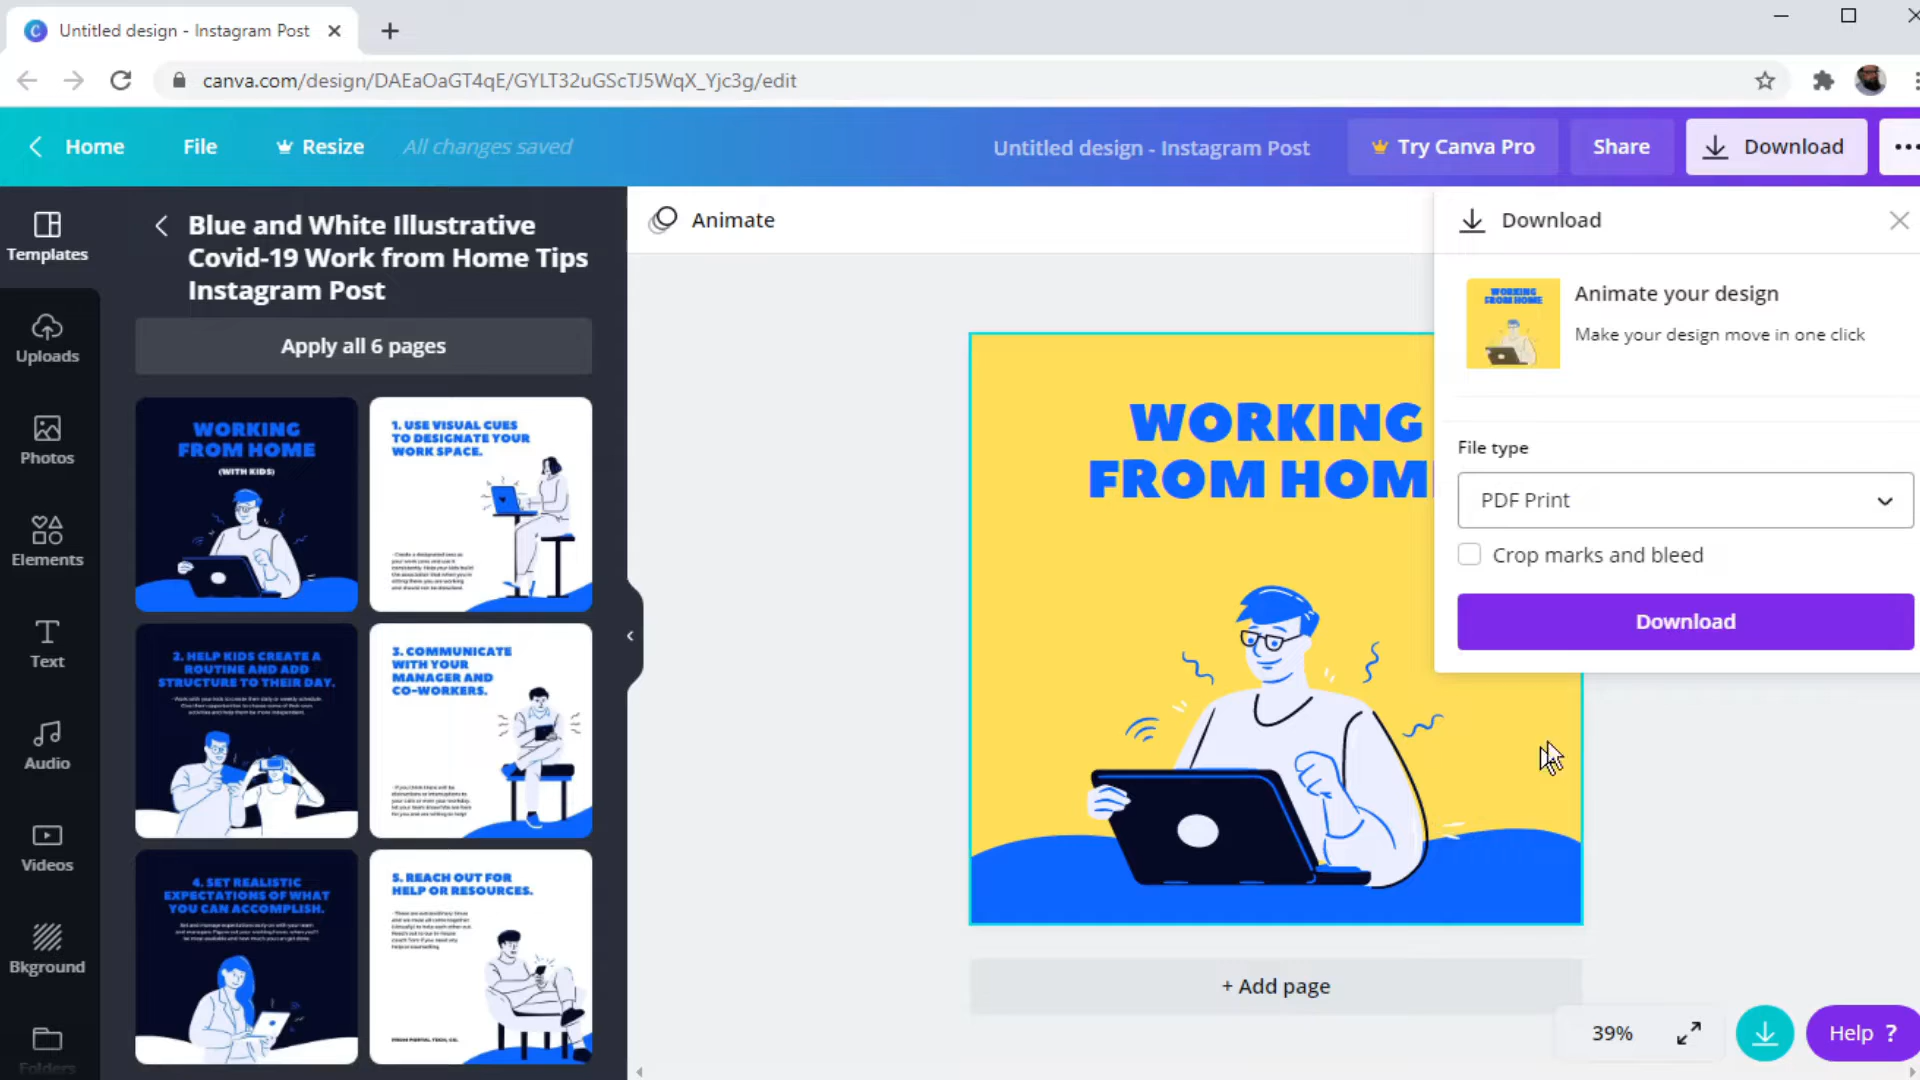 Untitled design - Instagram Post
canva.com/design/DAEaOaGT4qE/GYLT32uGScTJ5WqX_Yjc3g/edit
Home
File
Resize
All changes saved
Untitled design - Instagram Post
Try Canva Pro
Share
Download
Templates
Uploads
Photos
Elements
Text
Audio
Videos
Bkground
Folders
Blue and White Illustrative
Covid-19 Work from Home Tips
Instagram Post
Apply all 6 pages
WORKING
FROM HOME
(WITH KIDS)
1. USE VISUAL CUES
TO DESIGNATE YOUR
WORK SPACE.
2. HELP KIDS CREATE A
ROUTINE AND ADD
STRUCTURE TO THEIR DAY.
3. COMMUNICATE
WITH YOUR
MANAGER AND
CO-WORKERS.
4. SET REALISTIC
EXPECTATIONS OF WHAT
YOU CAN ACCOMPLISH.
5. REACH OUT FOR
HELP OR RESOURCES.
Animate
WORKING
FROM HOM
+ Add page
Download
WORKING
FROM HOME
Animate your design
Make your design move in one click
File type
PDF Print
Crop marks and bleed
Download
39%
Help ?